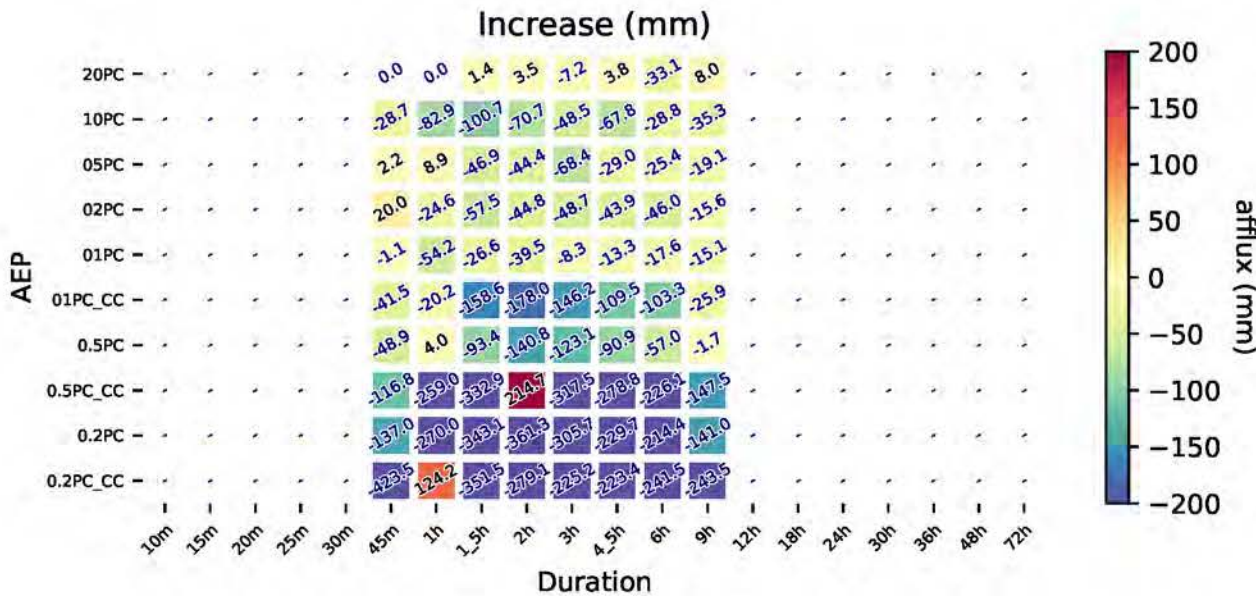 Increase (mm)
20PC 0.0 0.0 1.4 3.5 -7.2 3.8 -33.1 8.0
10PC -28.7 -82.9 -100.7 -70.7 -48.5 -67.8 -28.8 -35.3
05PC 2.2 8.9 -46.9 -44.4 -68.4 -29.0 -25.4 -19.1
02PC 20.0 -24.6 -57.5 -44.8 -48.7 -43.9 -46.0 -15.6
01PC -1.1 -54.2 -26.6 -39.5 -8.3 -13.3 -17.6 -15.1
01PC_CC -41.5 -20.2 -158.6 -178.0 -146.2 -109.5 -103.3 -25.9
0.5PC -48.9 4.0 -93.4 -140.8 -123.1 -90.9 -57.0 -1.7
0.5PC_CC -116.8 -259.0 -332.9 214.7 -317.5 -278.8 -226.1 -147.5
0.2PC -137.0 -270.0 -343.1 -361.3 -305.7 -229.7 -214.4 -141.0
0.2PC_CC -423.5 124.2 -351.5 -279.1 -225.2 -223.4 -241.5 -243.5
AEP
10m 15m 20m 25m 30m 45m 1h 1_5h 2h 3h 4_5h 6h 9h 12h 18h 24h 30h 36h 48h 72h
Duration
200
150
100
50
0
−50
−100
−150
−200
afflux (mm)